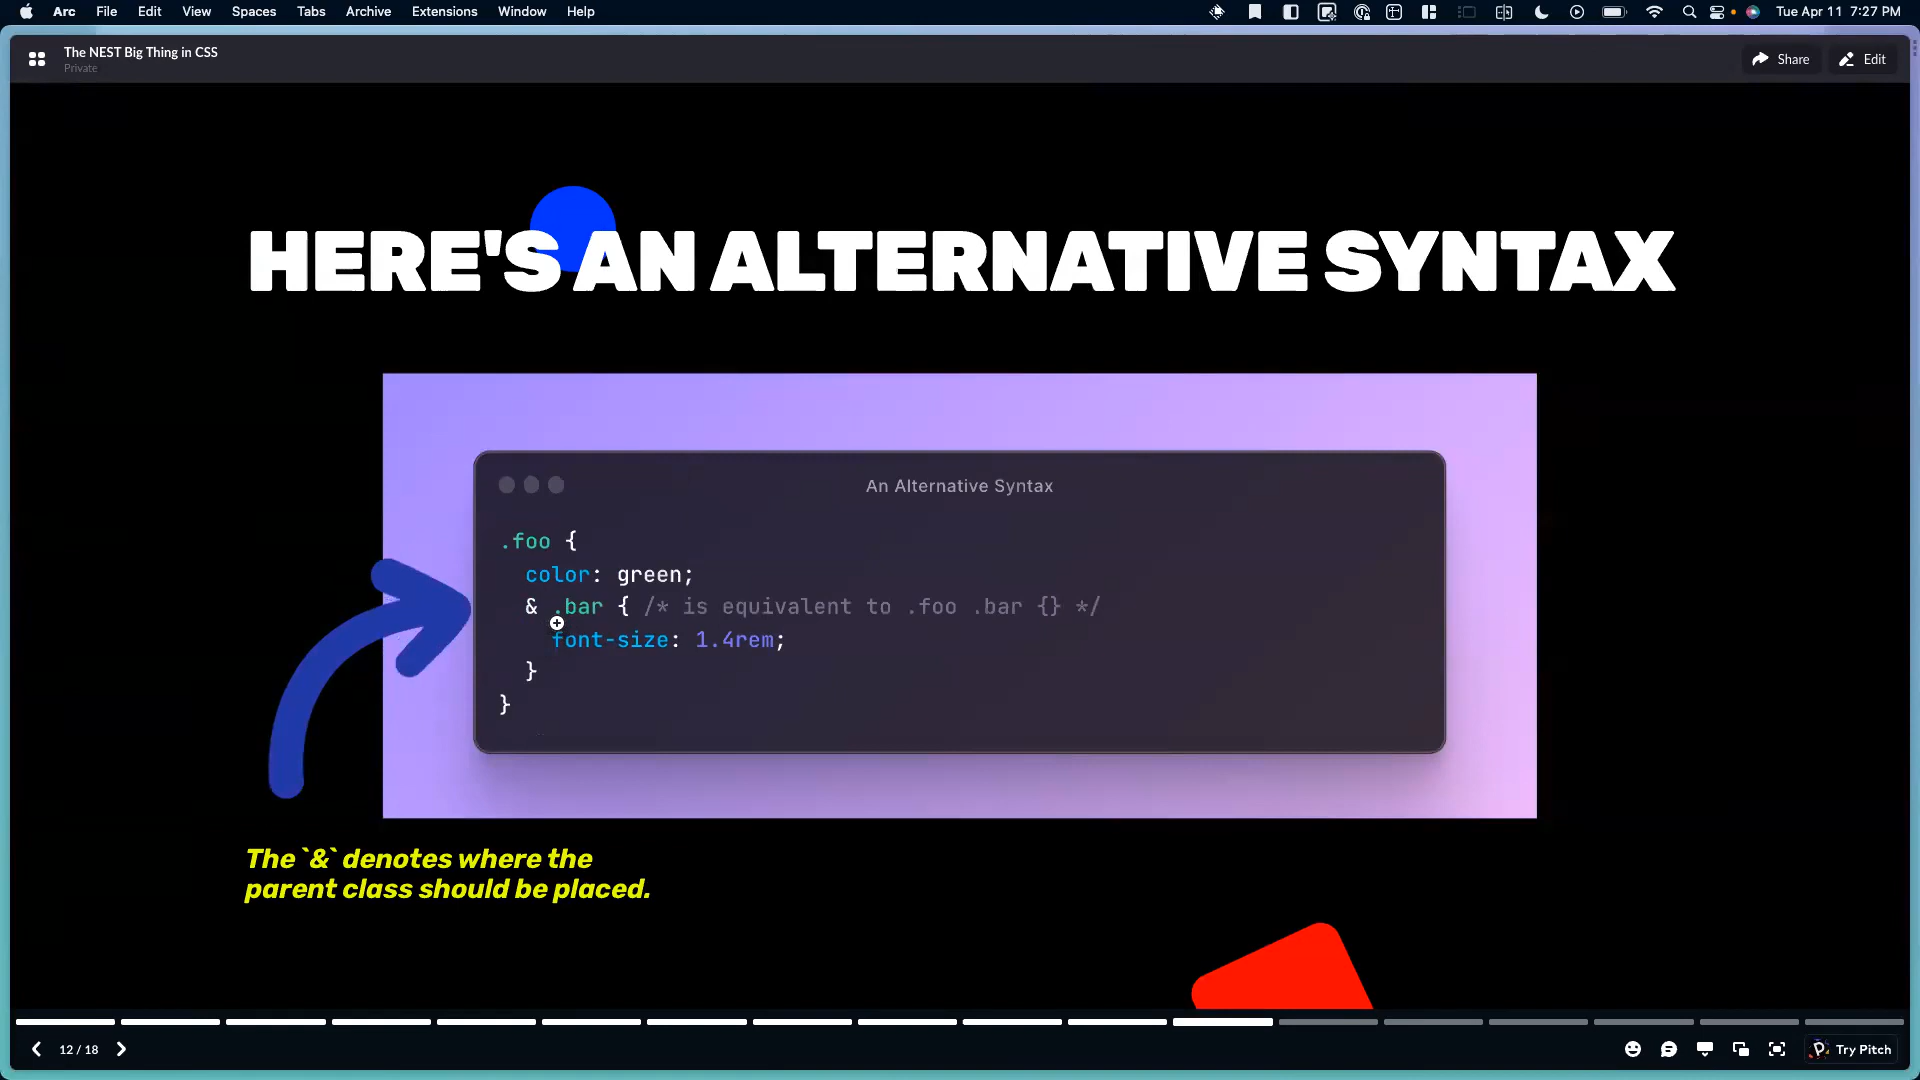 Arc File Edit View Spaces Tabs Archive Extensions Window Help Tue Apr 11 7:27 PM
The NEST Big Thing in CSS
Private
Share Edit
HERE'S AN ALTERNATIVE SYNTAX
An Alternative Syntax
.foo {
color: green;
& .bar { /* is equivalent to .foo .bar {} */
font-size: 1.4rem;
}
}
The `&` denotes where the
parent class should be placed.
12 / 18 Try Pitch